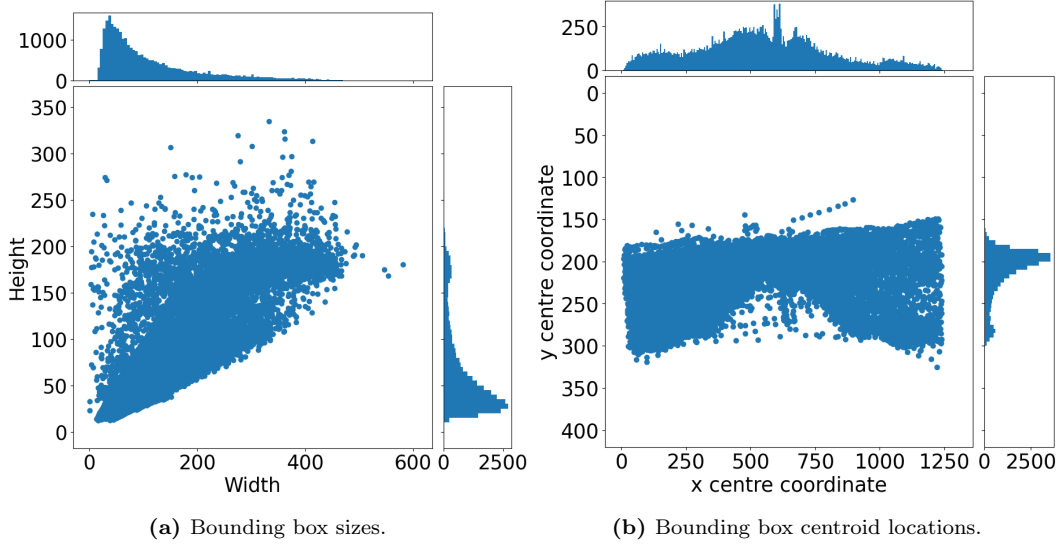 1000
0
350
300
250
200
150
100
50
0
Height
0 200 400 600
Width
0 2500
(a) Bounding box sizes.
250
0
0
50
100
150
200
250
300
350
400
y centre coordinate
0 250 500 750 1000 1250
x centre coordinate
0 2500
(b) Bounding box centroid locations.